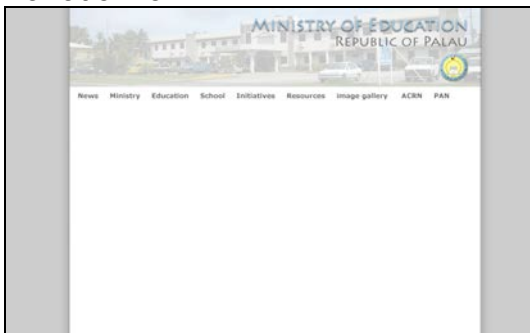 MINISTRY OF EDUCATION
REPUBLIC OF PALAU
News Ministry Education School Initiatives Resources image gallery ACRN PAN